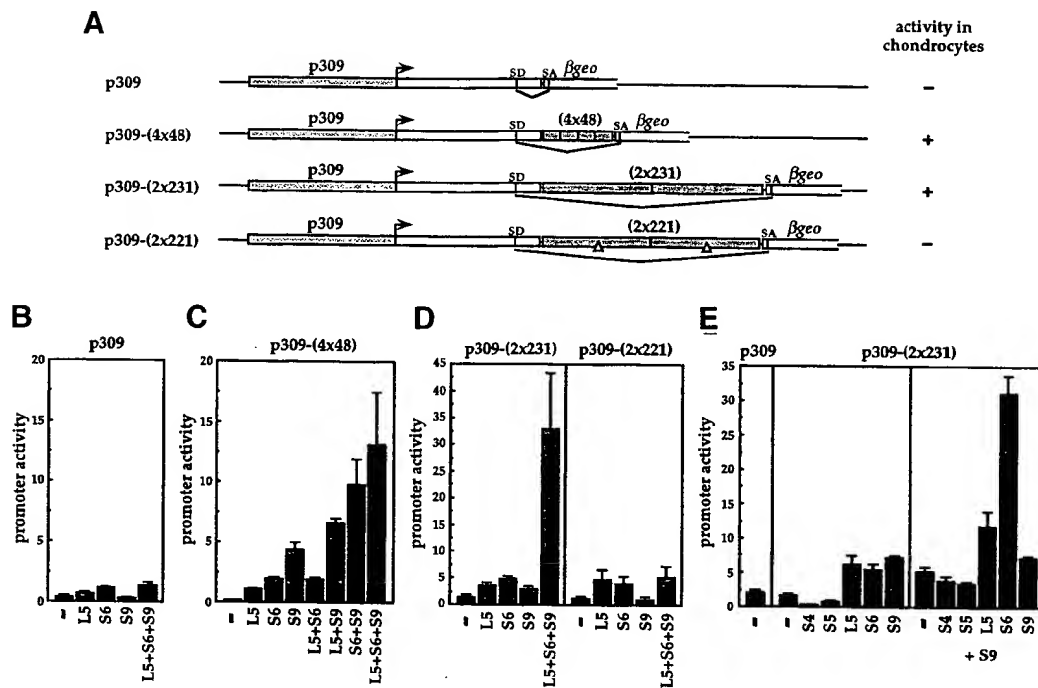 A
activity in
chondrocytes
p309
p309
SD
SA
βgeo
–
p309-(4x48)
p309
SD
(4x48)
SA
βgeo
+
p309-(2x231)
p309
SD
(2x231)
SA
βgeo
+
p309-(2x221)
p309
SD
(2x221)
SA
βgeo
–
B
p309
promoter activity
20
15
10
5
0
–
L5
S6
S9
L5+S6+S9
C
p309-(4x48)
promoter activity
20
15
10
5
0
–
L5
S6
S9
L5+S6
L5+S9
S6+S9
L5+S6+S9
D
p309-(2x231)
p309-(2x221)
promoter activity
45
40
35
30
25
20
15
10
5
0
–
L5
S6
S9
L5+S6+S9
–
L5
S6
S9
L5+S6+S9
E
p309
p309-(2x231)
promoter activity
35
30
25
20
15
10
5
0
–
–
S4
S5
L5
S6
S9
–
S4
S5
L5
S6
S9
+ S9